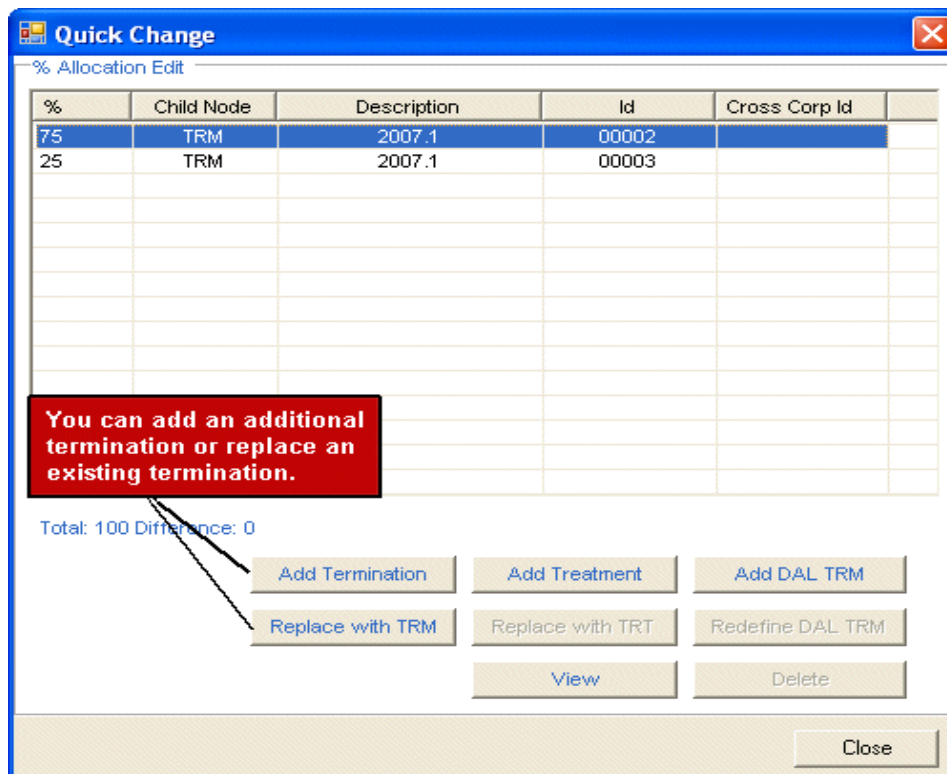 Quick Change
% Allocation Edit
% Child Node Description Id Cross Corp Id
75 TRM 2007.1 00002
25 TRM 2007.1 00003
You can add an additional
termination or replace an
existing termination.
Total: 100 Difference: 0
Add Termination Add Treatment Add DAL TRM
Replace with TRM Replace with TRT Redefine DAL TRM
View Delete
Close